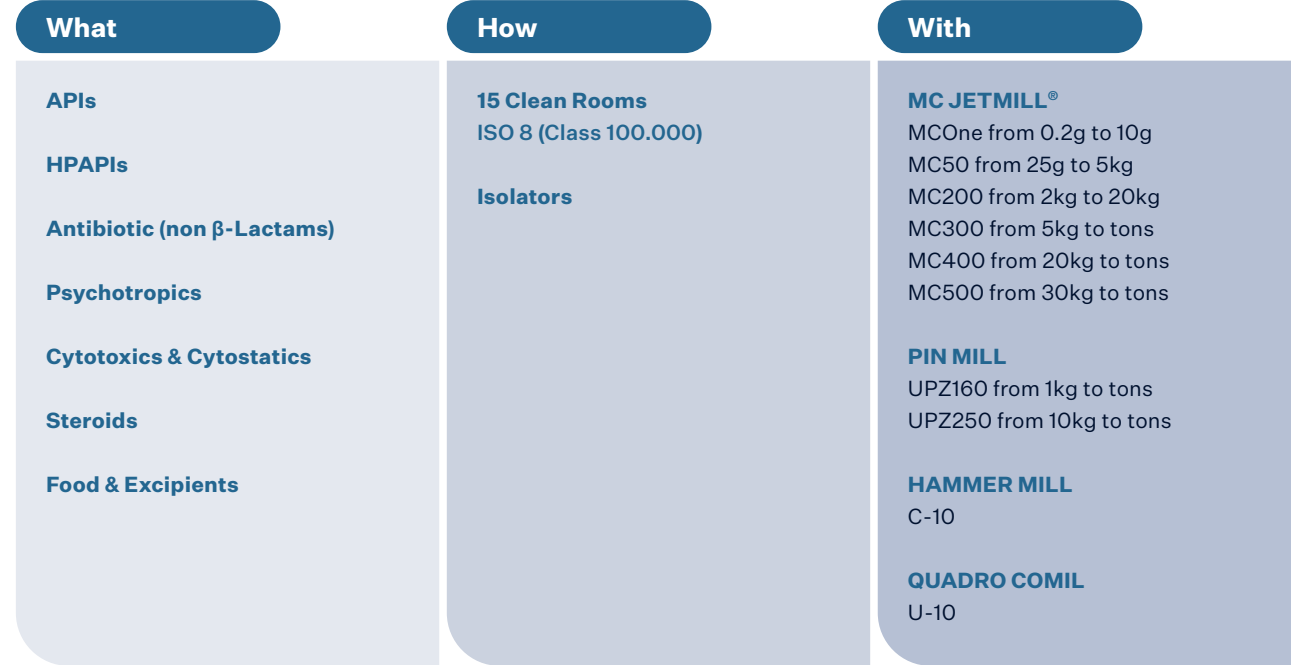 What
APIs
HPAPIs
Antibiotic (non β-Lactams)
Psychotropics
Cytotoxics & Cytostatics
Steroids
Food & Excipients
How
15 Clean Rooms
ISO 8 (Class 100.000)
Isolators
With
MC JETMILL®
MCOne from 0.2g to 10g
MC50 from 25g to 5kg
MC200 from 2kg to 20kg
MC300 from 5kg to tons
MC400 from 20kg to tons
MC500 from 30kg to tons
PIN MILL
UPZ160 from 1kg to tons
UPZ250 from 10kg to tons
HAMMER MILL
C-10
QUADRO COMIL
U-10